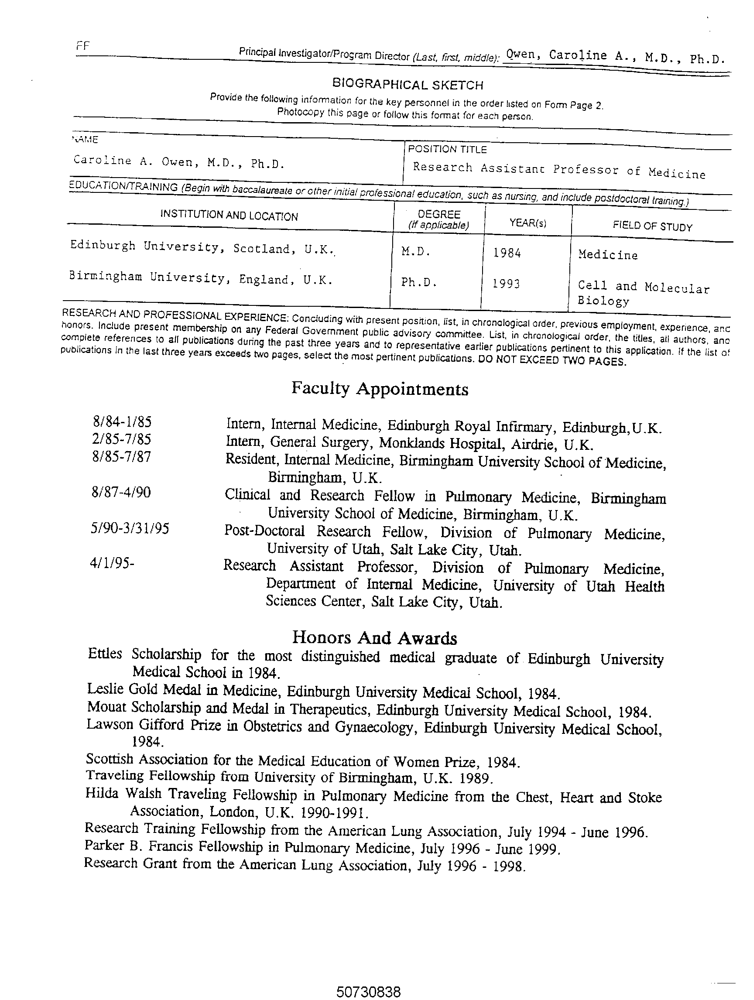 FF
Principal Investigator/Program Director (Last, first, middle): Owen, Caroline A., M.D., Ph.D.
BIOGRAPHICAL SKETCH
Provide the following information for the key personnel in the order listed on Form Page 2.
Photocopy this page or follow this format for each person.
NAME
POSITION TITLE
Caroline A. Owen, M.D., Ph.D.
Research Assistant Professor of Medicine
EDUCATION/TRAINING (Begin with baccalaureate or other initial professional education, such as nursing, and include postdoctoral training.)
INSTITUTION AND LOCATION DEGREE (if applicable) YEAR(s) FIELD OF STUDY
Edinburgh University, Scotland, U.K. M.D. 1984 Medicine
Birmingham University, England, U.K. Ph.D. 1993 Cell and Molecular
Biology
RESEARCH AND PROFESSIONAL EXPERIENCE: Concluding with present position, list, in chronological order, previous employment, experience, and
honors. Include present membership on any Federal Government public advisory committee. List, in chronological order, the titles, all authors, and
complete references to all publications during the past three years and to representative earlier publications pertinent to this application. If the list of
publications in the last three years exceeds two pages, select the most pertinent publications. DO NOT EXCEED TWO PAGES.
Faculty Appointments
8/84-1/85 Intern, Internal Medicine, Edinburgh Royal Infirmary, Edinburgh, U.K.
2/85-7/85 Intern, General Surgery, Monklands Hospital, Airdrie, U.K.
8/85-7/87 Resident, Internal Medicine, Birmingham University School of Medicine,
Birmingham, U.K.
8/87-4/90 Clinical and Research Fellow in Pulmonary Medicine, Birmingham
University School of Medicine, Birmingham, U.K.
5/90-3/31/95 Post-Doctoral Research Fellow, Division of Pulmonary Medicine,
University of Utah, Salt Lake City, Utah.
4/1/95- Research Assistant Professor, Division of Pulmonary Medicine,
Department of Internal Medicine, University of Utah Health
Sciences Center, Salt Lake City, Utah.
Honors And Awards
Ettles Scholarship for the most distinguished medical graduate of Edinburgh University
Medical School in 1984.
Leslie Gold Medal in Medicine, Edinburgh University Medical School, 1984.
Mouat Scholarship and Medal in Therapeutics, Edinburgh University Medical School, 1984.
Lawson Gifford Prize in Obstetrics and Gynaecology, Edinburgh University Medical School,
1984.
Scottish Association for the Medical Education of Women Prize, 1984.
Traveling Fellowship from University of Birmingham, U.K. 1989.
Hilda Walsh Traveling Fellowship in Pulmonary Medicine from the Chest, Heart and Stoke
Association, London, U.K. 1990-1991.
Research Training Fellowship from the American Lung Association, July 1994 - June 1996.
Parker B. Francis Fellowship in Pulmonary Medicine, July 1996 - June 1999.
Research Grant from the American Lung Association, July 1996 - 1998.
50730838